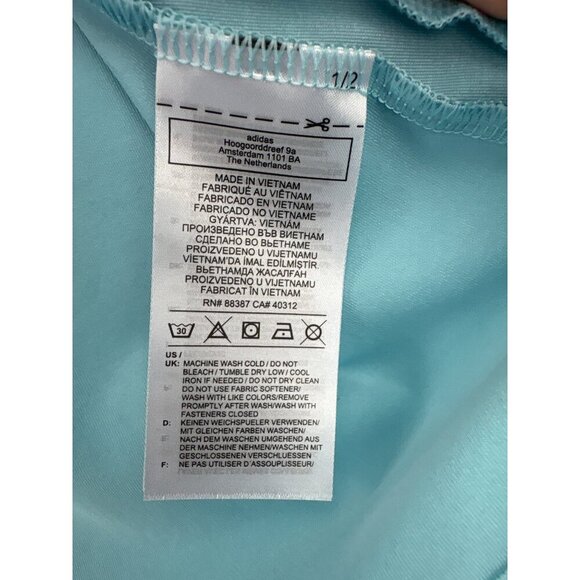 1/2
adidas
Hoogoorddreef 9a
Amsterdam 1101 BA
The Netherlands
MADE IN VIETNAM
FABRIQUÉ AU VIÊTNAM
FABRICADO EN VIETNAM
FABRICADO NO VIETNAME
GYÁRTVA: VIETNÁM
ПРОИЗВЕДЕНО ВЪВ ВИЕТНАМ
СДЕЛАНО ВО ВЬЕТНАМЕ
PROIZVEDENO U VIJETNAMU
VİETNAM'DA İMAL EDİLMİŞTİR.
ВЬЕТНАМДА ЖАСАЛҒАН
PROIZVEDENO U VIJETNAMU
FABRICAT ÎN VIETNAM
RN# 88387 CA# 40312
30
US /
UK: MACHINE WASH COLD / DO NOT
BLEACH / TUMBLE DRY LOW / COOL
IRON IF NEEDED / DO NOT DRY CLEAN
DO NOT USE FABRIC SOFTENER/
WASH WITH LIKE COLORS/REMOVE
PROMPTLY AFTER WASH/WASH WITH
FASTENERS CLOSED
D: KEINEN WEICHSPUELER VERWENDEN/
MIT GLEICHEN FARBEN WASCHEN/
NACH DEM WASCHEN UMGEHEND AUS
DER MASCHINE NEHMEN/WASCHEN MIT
GESCHLOSSENEN VERSCHLUESSEN
F: NE PAS UTILISER D'ASSOUPLISSEUR/